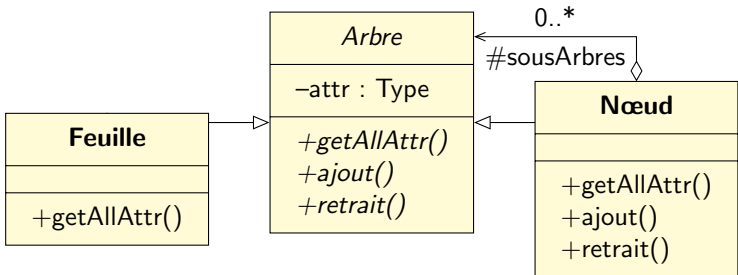 Arbre
–attr : Type
+getAllAttr()
+ajout()
+retrait()
0..*
#sousArbres
Feuille
+getAllAttr()
Nœud
+getAllAttr()
+ajout()
+retrait()